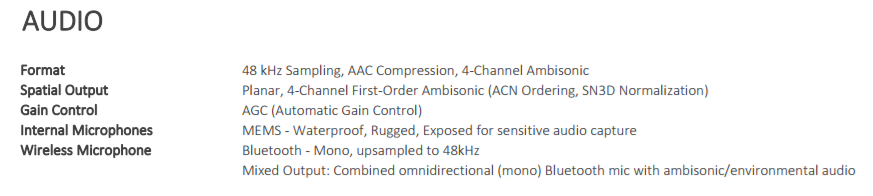 AUDIO
Format 48 kHz Sampling, AAC Compression, 4-Channel Ambisonic
Spatial Output Planar, 4-Channel First-Order Ambisonic (ACN Ordering, SN3D Normalization)
Gain Control AGC (Automatic Gain Control)
Internal Microphones MEMS - Waterproof, Rugged, Exposed for sensitive audio capture
Wireless Microphone Bluetooth - Mono, upsampled to 48kHz
Mixed Output: Combined omnidirectional (mono) Bluetooth mic with ambisonic/environmental audio